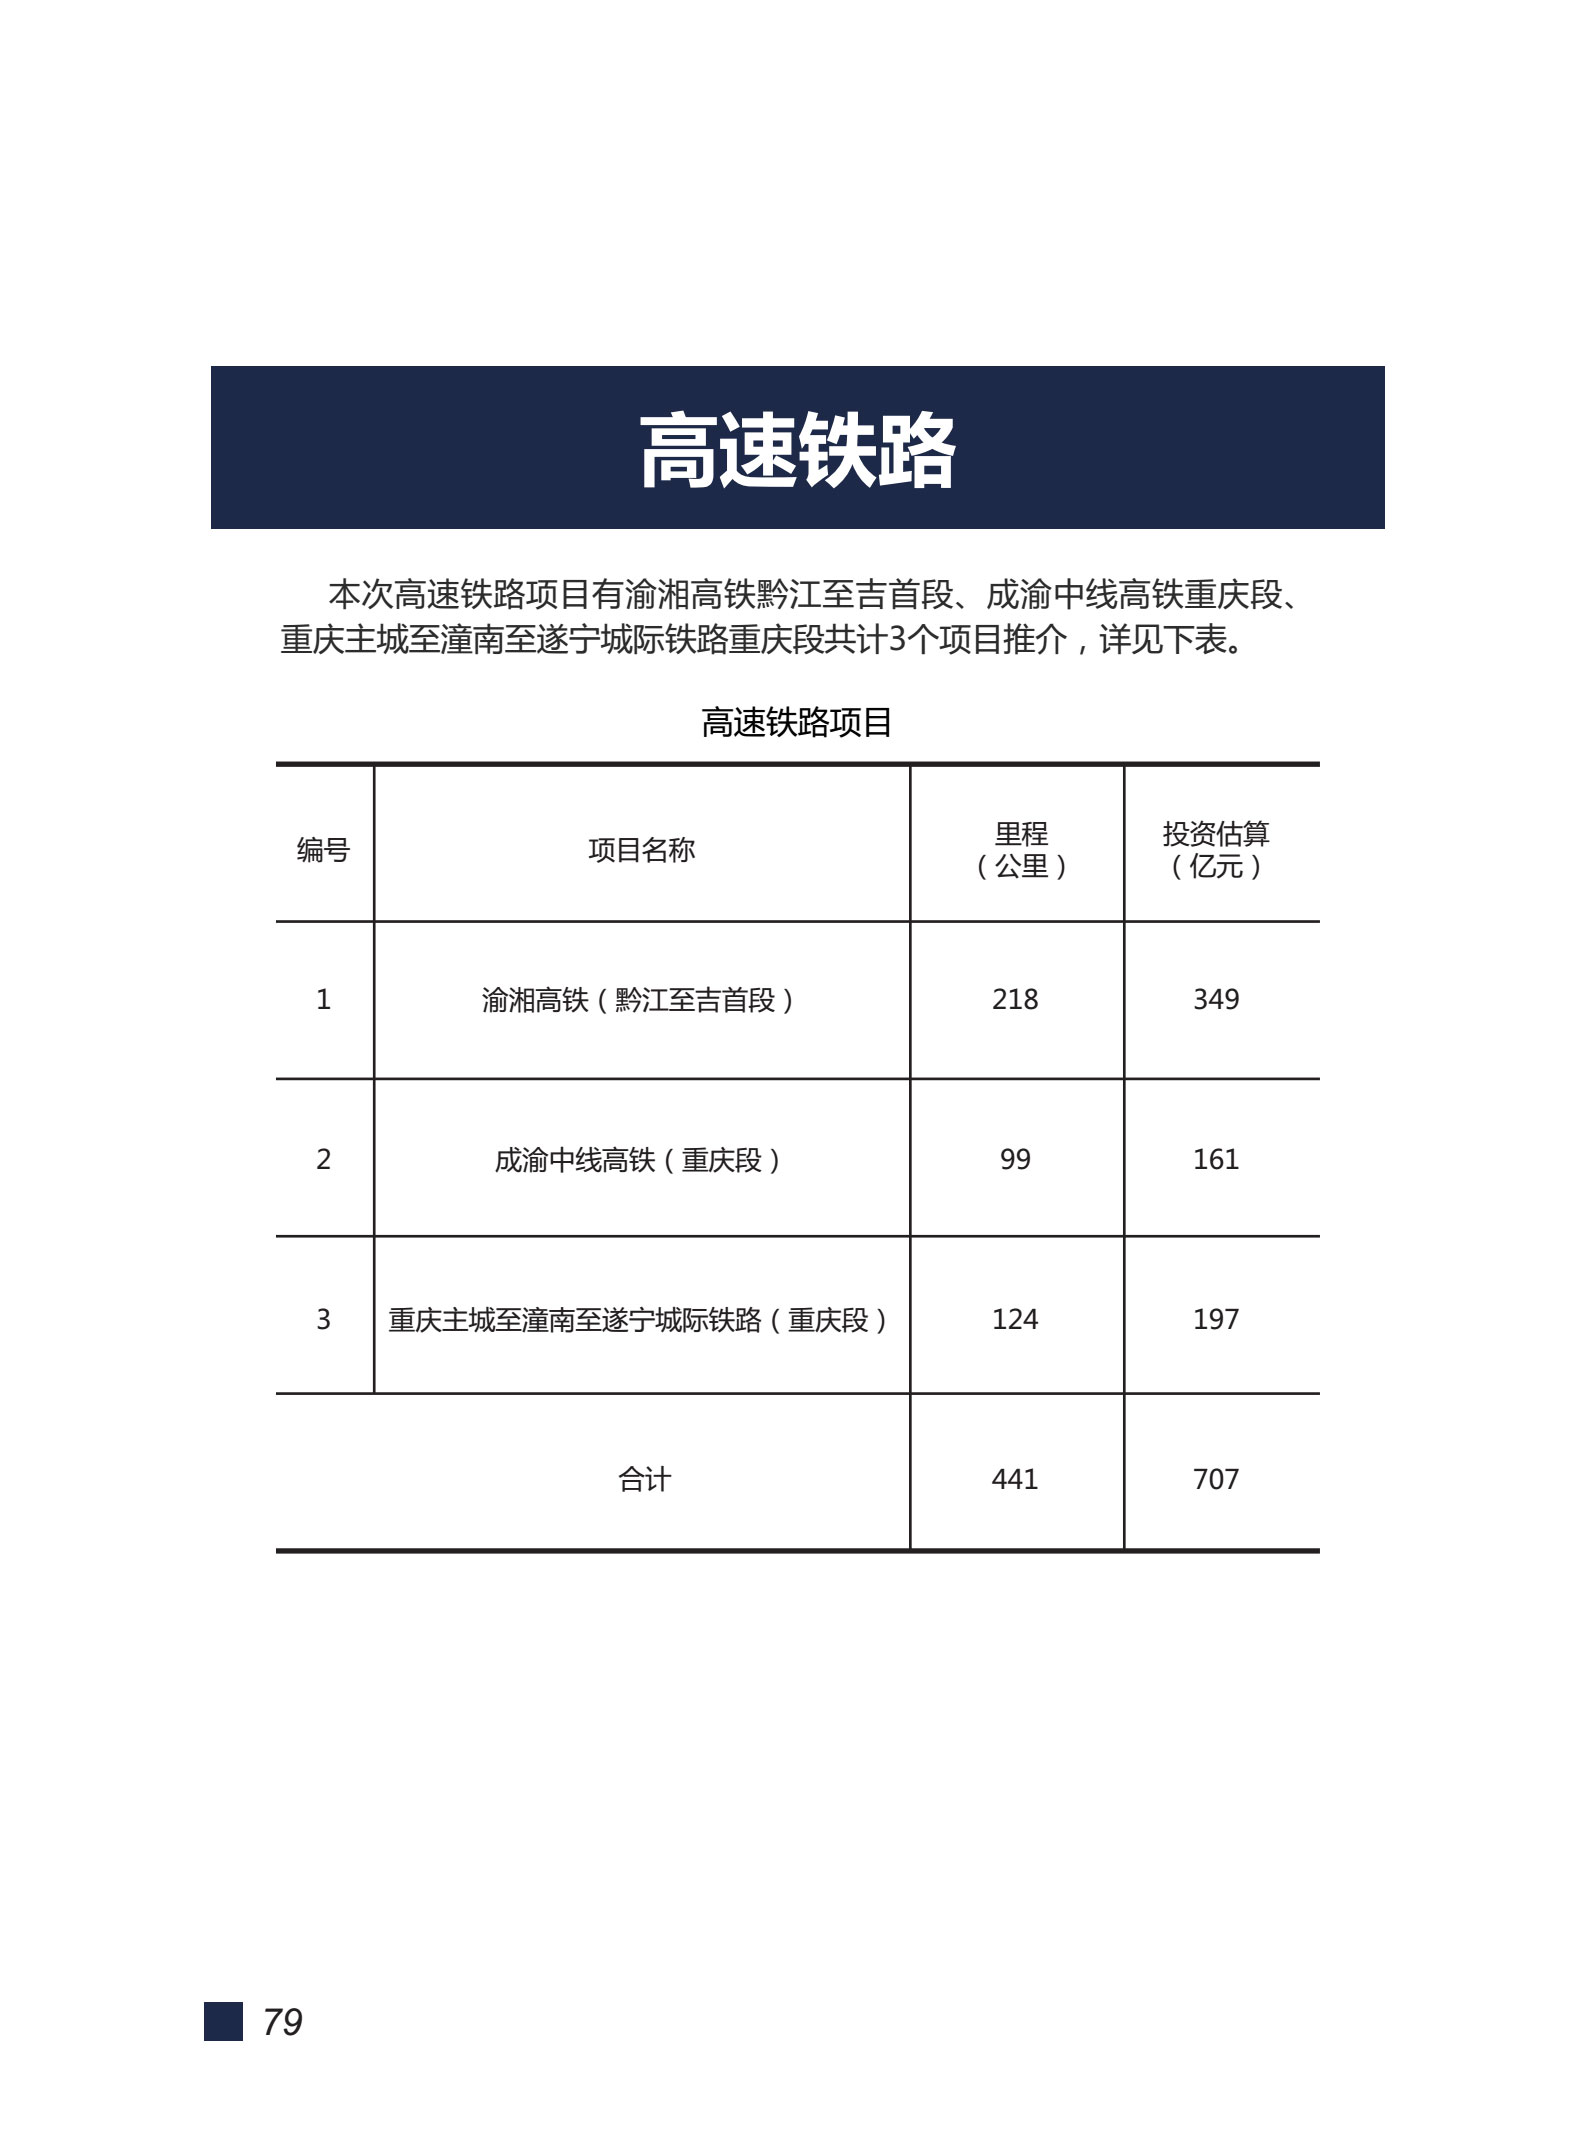 高速铁路
本次高速铁路项目有渝湘高铁黔江至吉首段、成渝中线高铁重庆段、
重庆主城至潼南至遂宁城际铁路重庆段共计3个项目推介，详见下表。
高速铁路项目
编号 项目名称 里程（公里） 投资估算（亿元）
1 渝湘高铁（黔江至吉首段） 218 349
2 成渝中线高铁（重庆段） 99 161
3 重庆主城至潼南至遂宁城际铁路（重庆段） 124 197
合计 441 707
79